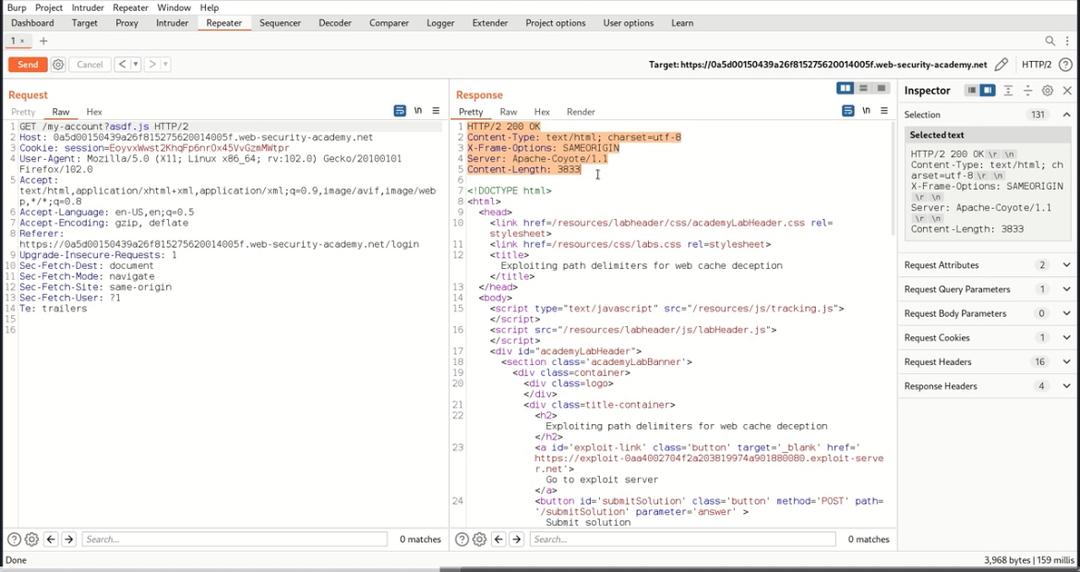 Burp Project Intruder Repeater Window Help
Dashboard Target Proxy Intruder Repeater Sequencer Decoder Comparer Logger Extender Project options User options Learn
1 × +
Send Cancel < > Target: https://0a5d00150439a26f815275620014005f.web-security-academy.net HTTP/2
Request
Pretty Raw Hex \n
1 GET /my-account?asdf.js HTTP/2
2 Host: 0a5d00150439a26f815275620014005f.web-security-academy.net
3 Cookie: session=EoyvxWwst2KhqFp6nrOx45VvGzmMWtpr
4 User-Agent: Mozilla/5.0 (X11; Linux x86_64; rv:102.0) Gecko/20100101
Firefox/102.0
5 Accept:
text/html,application/xhtml+xml,application/xml;q=0.9,image/avif,image/web
p,*/*;q=0.8
6 Accept-Language: en-US,en;q=0.5
7 Accept-Encoding: gzip, deflate
8 Referer:
https://0a5d00150439a26f815275620014005f.web-security-academy.net/login
9 Upgrade-Insecure-Requests: 1
10 Sec-Fetch-Dest: document
11 Sec-Fetch-Mode: navigate
12 Sec-Fetch-Site: same-origin
13 Sec-Fetch-User: ?1
14 Te: trailers
15
16
Search... 0 matches
Response
Pretty Raw Hex Render \n
1 HTTP/2 200 OK
2 Content-Type: text/html; charset=utf-8
3 X-Frame-Options: SAMEORIGIN
4 Server: Apache-Coyote/1.1
5 Content-Length: 3833
6
7 <!DOCTYPE html>
8 <html>
9 <head>
10 <link href=/resources/labheader/css/academyLabHeader.css rel=
stylesheet>
11 <link href=/resources/css/labs.css rel=stylesheet>
12 <title>
Exploiting path delimiters for web cache deception
</title>
13 </head>
14 <body>
15 <script type="text/javascript" src="/resources/js/tracking.js">
</script>
16 <script src="/resources/labheader/js/labHeader.js">
</script>
17 <div id="academyLabHeader">
18 <section class='academyLabBanner'>
19 <div class=container>
20 <div class=logo>
</div>
21 <div class=title-container>
22 <h2>
Exploiting path delimiters for web cache deception
</h2>
23 <a id='exploit-link' class='button' target='_blank' href='
https://exploit-0aa4002704f2a203819974a901880080.exploit-serve
r.net'>
Go to exploit server
</a>
24 <button id='submitSolution' class='button' method='POST' path=
'/submitSolution' parameter='answer' >
Submit solution
Search... 0 matches
Inspector
Selection 131
Selected text
HTTP/2 200 OK \r \n
Content-Type: text/html; ch
arset=utf-8 \r \n
X-Frame-Options: SAMEORIGIN
\r \n
Server: Apache-Coyote/1.1
\r \n
Content-Length: 3833
Request Attributes 2
Request Query Parameters 1
Request Body Parameters 0
Request Cookies 1
Request Headers 16
Response Headers 4
Done 3,968 bytes | 159 millis